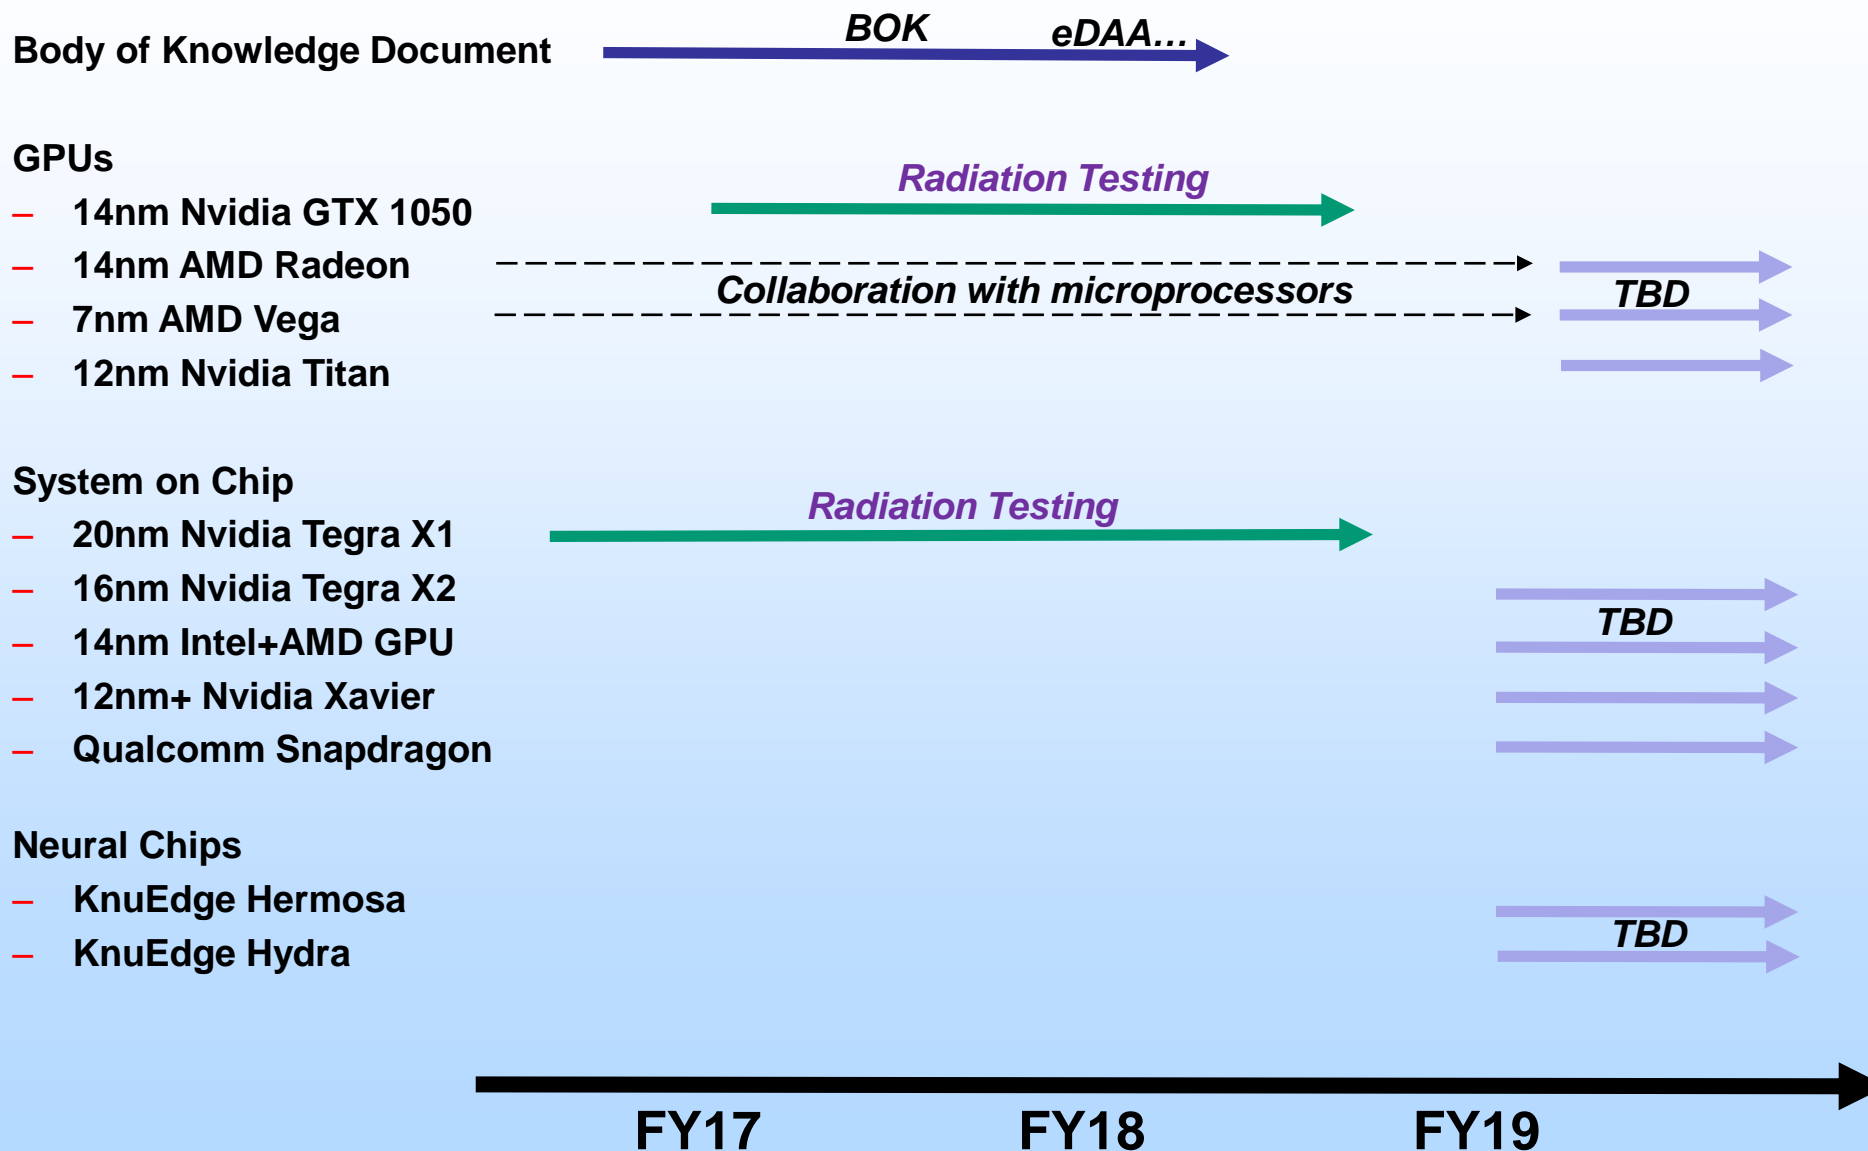 Body of Knowledge Document
BOK
eDAA…
GPUs
Radiation Testing
– 14nm Nvidia GTX 1050
– 14nm AMD Radeon
Collaboration with microprocessors
TBD
– 7nm AMD Vega
– 12nm Nvidia Titan
System on Chip
Radiation Testing
– 20nm Nvidia Tegra X1
– 16nm Nvidia Tegra X2
TBD
– 14nm Intel+AMD GPU
– 12nm+ Nvidia Xavier
– Qualcomm Snapdragon
Neural Chips
– KnuEdge Hermosa
TBD
– KnuEdge Hydra
FY17 FY18 FY19